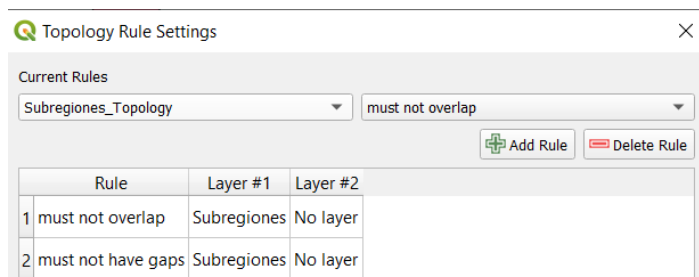 Topology Rule Settings
Current Rules
Subregiones_Topology must not overlap
Add Rule Delete Rule
Rule Layer #1 Layer #2
1 must not overlap Subregiones No layer
2 must not have gaps Subregiones No layer